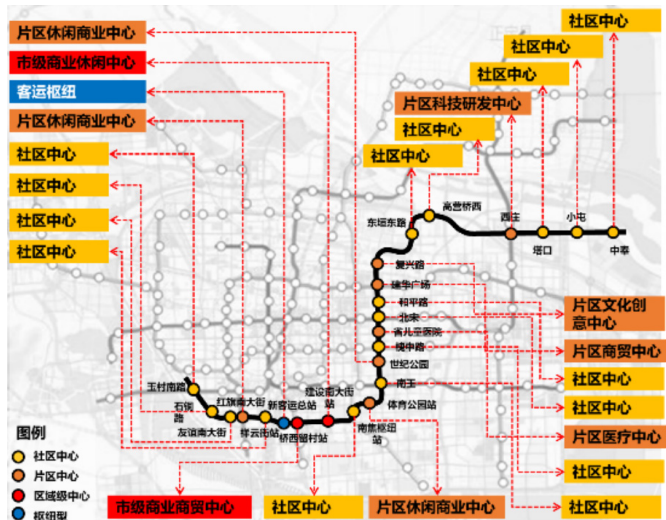 社区中心
片区休闲商业中心
社区中心
市级商业休闲中心
社区中心
客运枢纽
片区科技研发中心
片区休闲商业中心
社区中心
社区中心
社区中心
社区中心
社区中心
社区中心
高营桥西
东垣东路
西庄
塔口
小屯
中奉
复兴路
建华广场
和平路
北宋
省儿童医院
槐中路
世纪公园
南王
体育公园站
南焦枢纽
站
建设南大街
站
新客运总站
桥西留村站
祥云街站
红旗南大街
友谊南大街
石铜
路
玉村南路
片区文化创
意中心
片区商贸中心
社区中心
社区中心
片区医疗中心
社区中心
社区中心
图例
社区中心
片区中心
区域级中心
枢纽型
市级商业商贸中心
社区中心
片区休闲商业中心